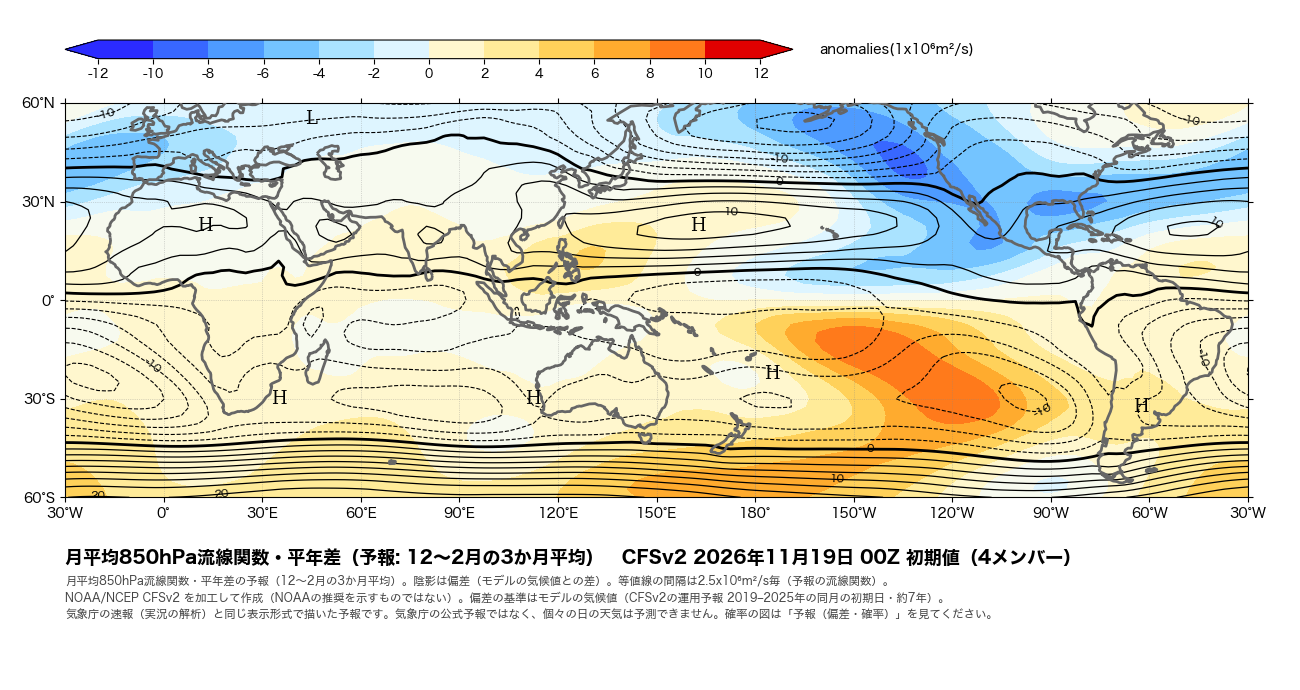 anomalies(1x10⁶m²/s)
-12 -10 -8 -6 -4 -2 0 2 4 6 8 10 12
60°N
30°N
0°
30°S
60°S
L
H
H
H
H
H
H
-10
-10
-10
0
10
10
0
-10
-10
-10
0
10
20
20
30°W 0° 30°E 60°E 90°E 120°E 150°E 180° 150°W 120°W 90°W 60°W 30°W
月平均850hPa流線関数・平年差（予報: 12〜2月の3か月平均） CFSv2 2026年11月19日 00Z 初期値（4メンバー）
月平均850hPa流線関数・平年差の予報（12〜2月の3か月平均）。陰影は偏差（モデルの気候値との差）。等値線の間隔は2.5x10⁶m²/s毎（予報の流線関数）。
NOAA/NCEP CFSv2 を加工して作成（NOAAの推奨を示すものではない）。偏差の基準はモデルの気候値（CFSv2の運用予報 2019–2025年の同月の初期日・約7年）。
気象庁の速報（実況の解析）と同じ表示形式で描いた予報です。気象庁の公式予報ではなく、個々の日の天気は予測できません。確率の図は「予報（偏差・確率）」を見てください。